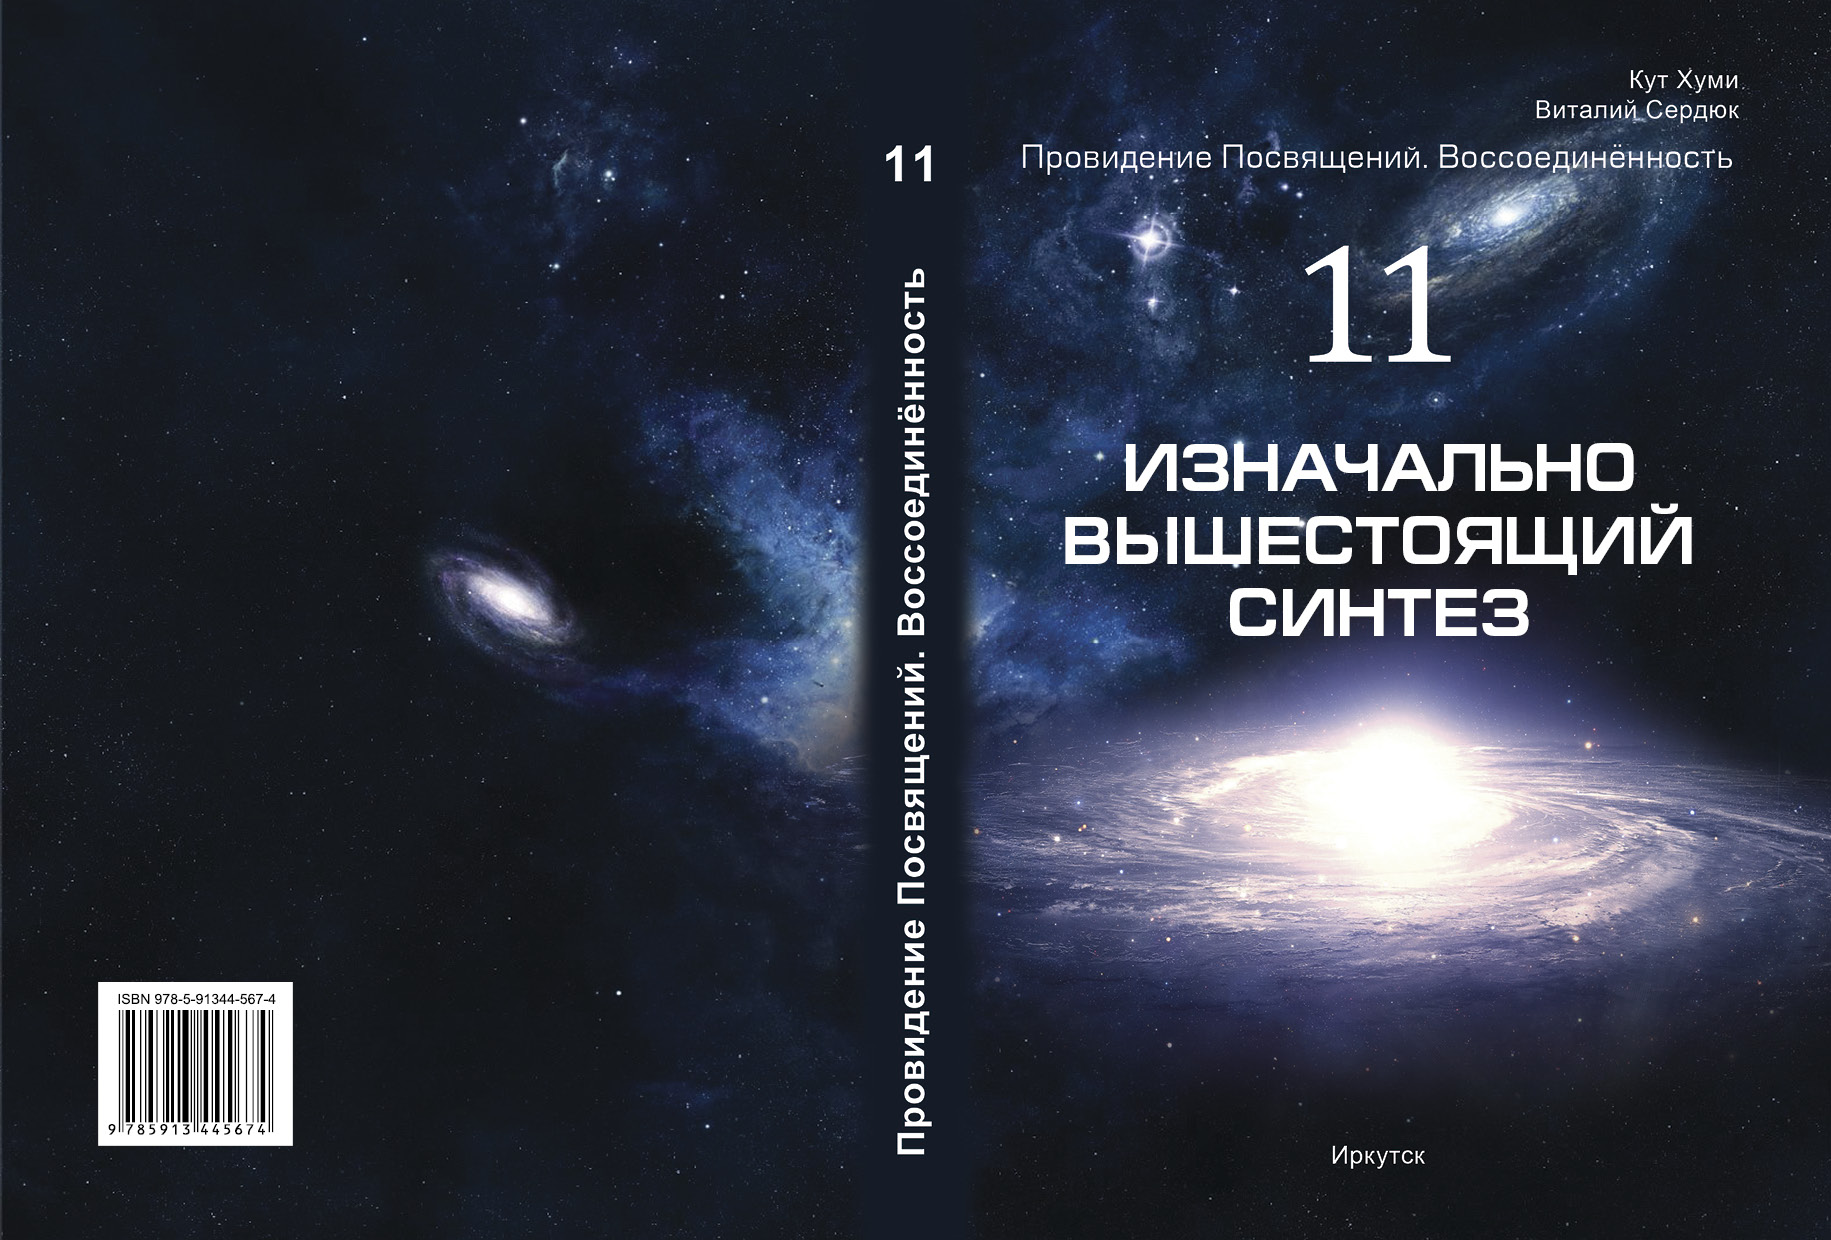 Кут Хуми
Виталий Сердюк
Провидение Посвящений. Воссоединённость
11
ИЗНАЧАЛЬНО
ВЫШЕСТОЯЩИЙ
СИНТЕЗ
Иркутск
11
Провидение Посвящений. Воссоединённость
ISBN 978-5-91344-567-4
9 785913 445674